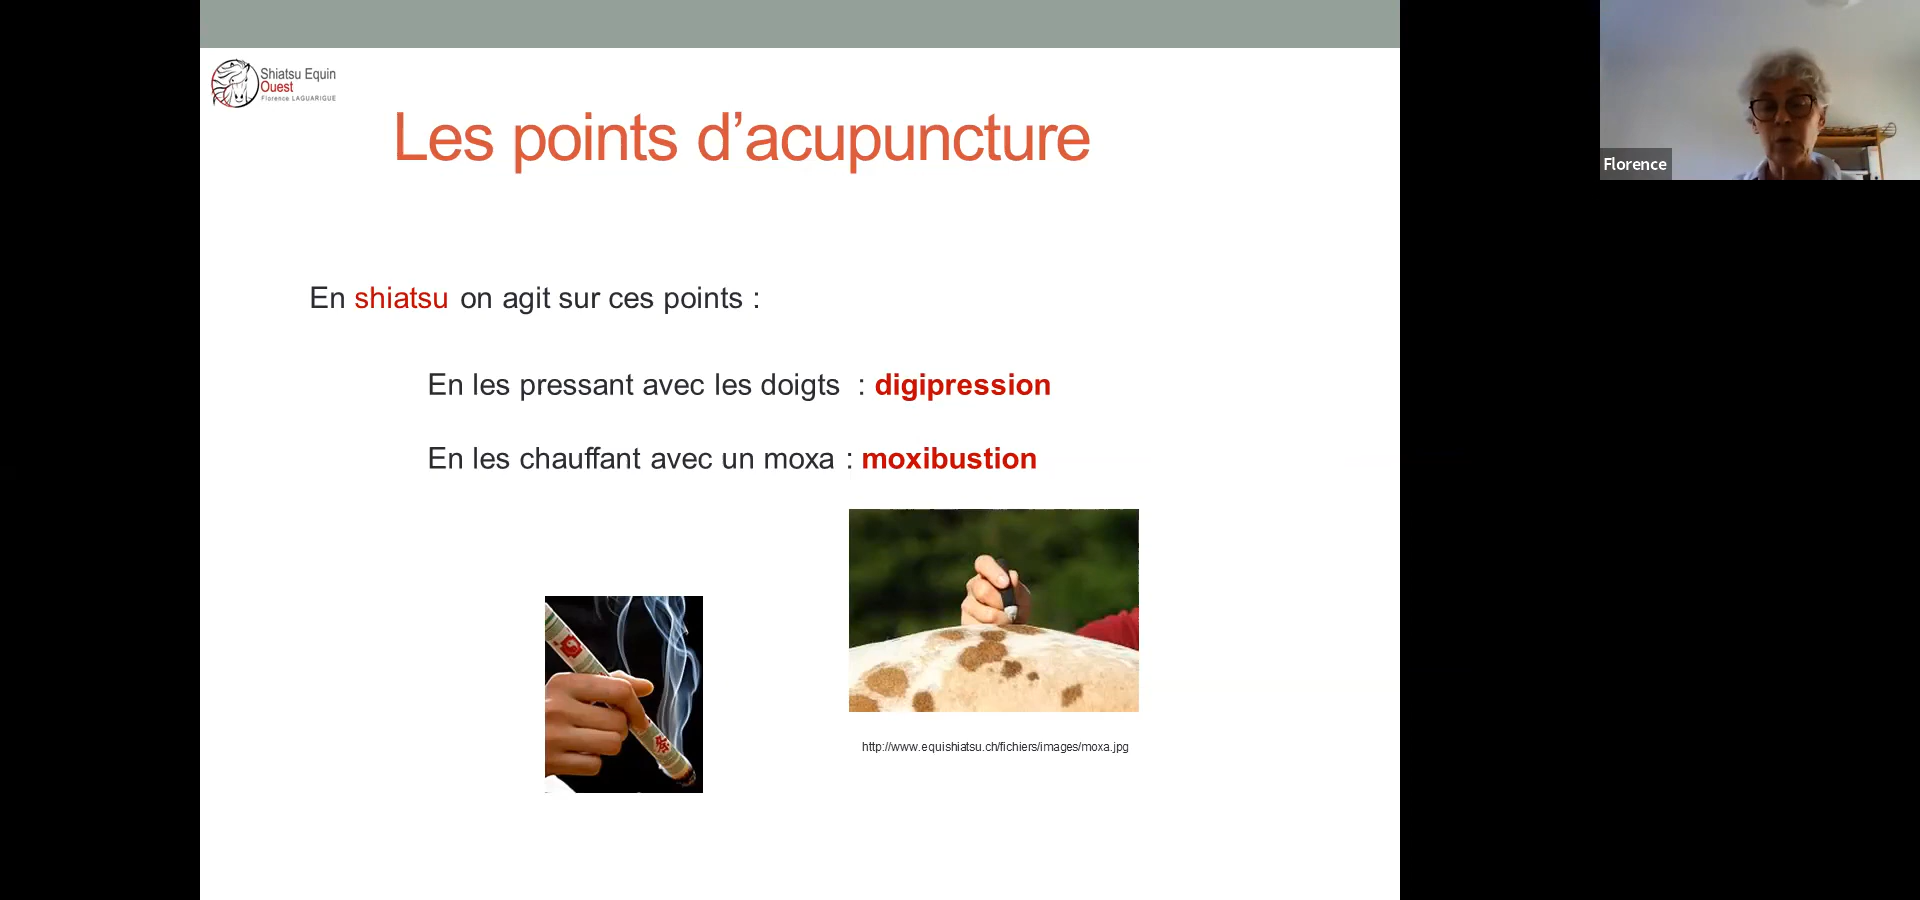 Shiatsu Equin
Ouest
Florence LAGUARIGUE
Les points d’acupuncture
Florence
En shiatsu on agit sur ces points :
En les pressant avec les doigts : digipression
En les chauffant avec un moxa : moxibustion
http://www.equishiatsu.ch/fichiers/images/moxa.jpg